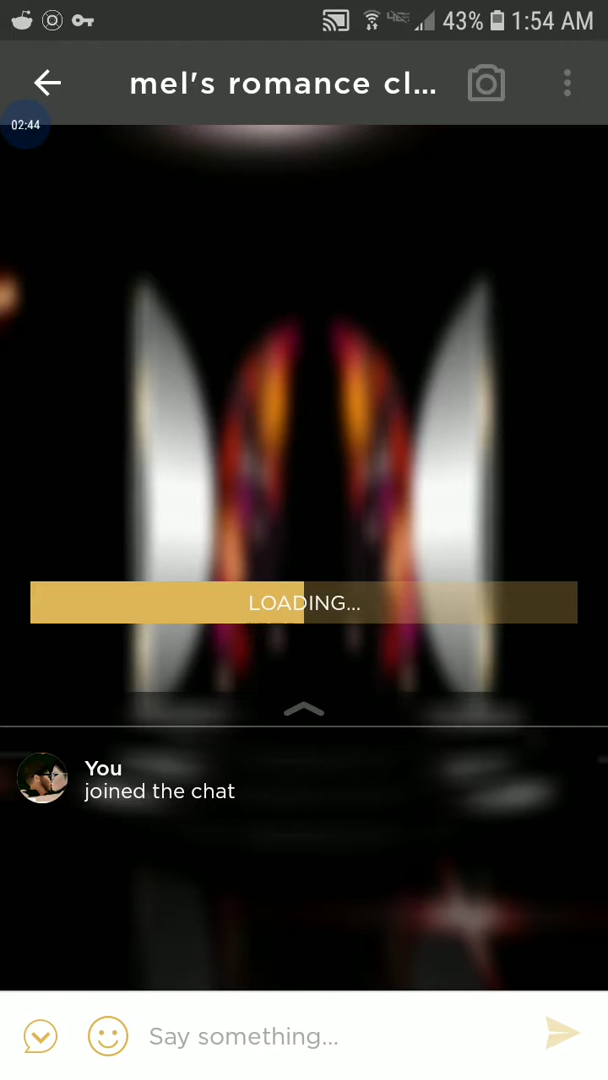 43% 1:54 AM
mel's romance cl...
02:44
LOADING...
You
joined the chat
Say something...